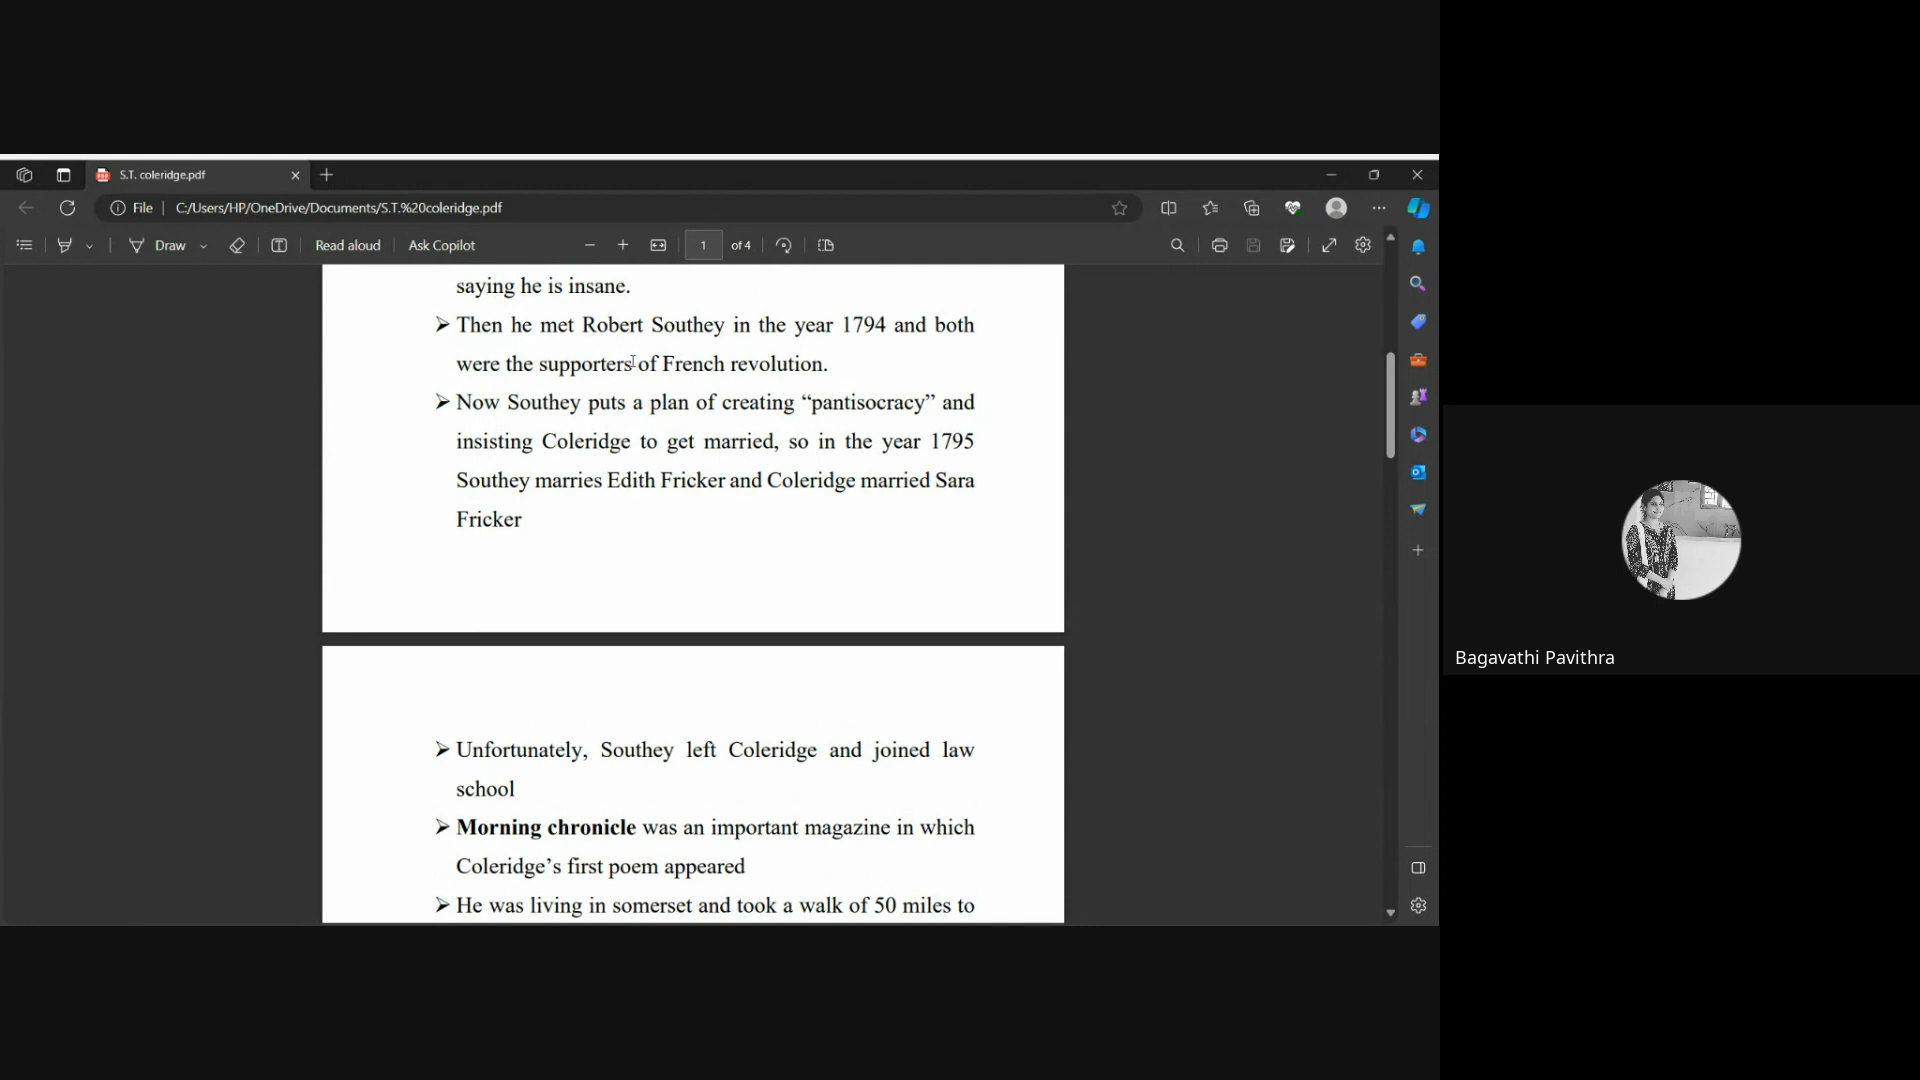 S.T. coleridge.pdf
File
C:/Users/HP/OneDrive/Documents/S.T.%20coleridge.pdf
Draw
Read aloud
Ask Copilot
1
of 4
saying he is insane.
➢ Then he met Robert Southey in the year 1794 and both
were the supporters of French revolution.
➢ Now Southey puts a plan of creating “pantisocracy” and
insisting Coleridge to get married, so in the year 1795
Southey marries Edith Fricker and Coleridge married Sara
Fricker
➢ Unfortunately, Southey left Coleridge and joined law
school
➢ Morning chronicle was an important magazine in which
Coleridge’s first poem appeared
➢ He was living in somerset and took a walk of 50 miles to
Bagavathi Pavithra